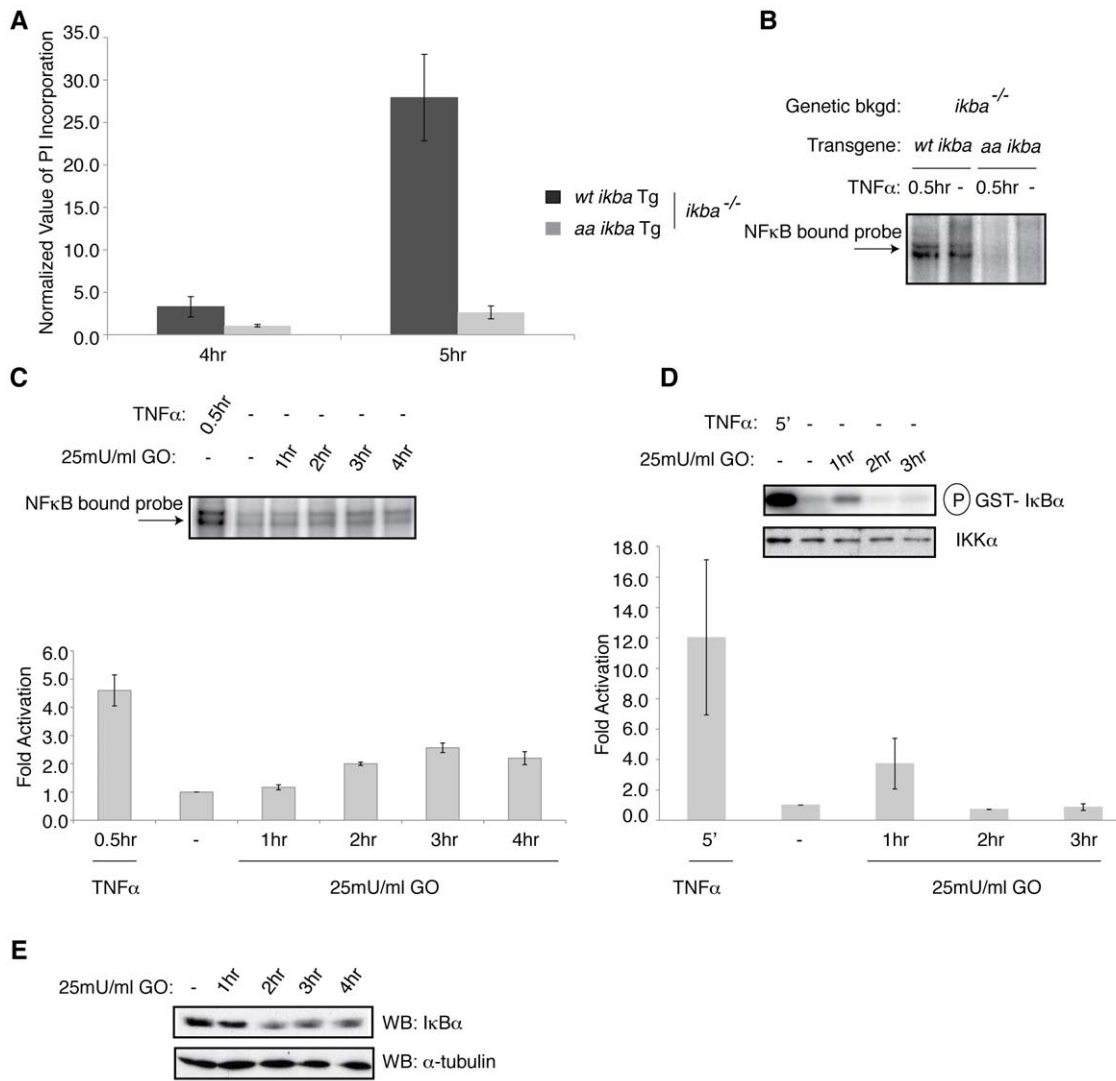 A
Normalized Value of PI Incorporation
35.0
30.0
25.0
20.0
15.0
10.0
5.0
0.0
4hr
5hr
wt ikba Tg
aa ikba Tg
ikba-/-
B
Genetic bkgd: ikba-/-
Transgene: wt ikba aa ikba
TNFα: 0.5hr - 0.5hr -
NFκB bound probe
C
TNFα: 0.5hr - - - - -
25mU/ml GO: - - 1hr 2hr 3hr 4hr
NFκB bound probe
Fold Activation
6.0
5.0
4.0
3.0
2.0
1.0
0.0
0.5hr - 1hr 2hr 3hr 4hr
TNFα 25mU/ml GO
D
TNFα: 5' - - - -
25mU/ml GO: - - 1hr 2hr 3hr
P GST- IκBα
IKKα
Fold Activation
18.0
16.0
14.0
12.0
10.0
8.0
6.0
4.0
2.0
0.0
5' - 1hr 2hr 3hr
TNFα 25mU/ml GO
E
25mU/ml GO: - 1hr 2hr 3hr 4hr
WB: IκBα
WB: α-tubulin